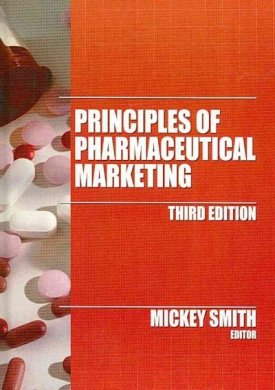 PRINCIPLES OF
PHARMACEUTICAL
MARKETING
THIRD EDITION
MICKEY SMITH
EDITOR